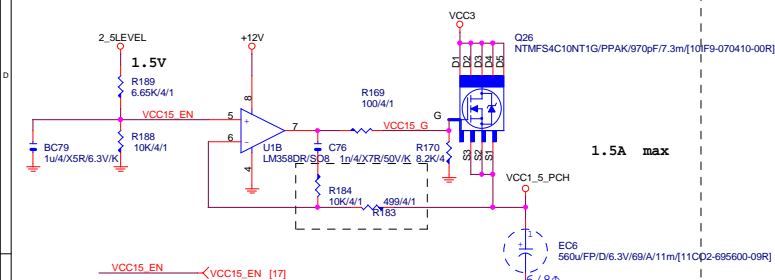 VCC3
2_5LEVEL
+12V
Q26
NTMFS4C10NT1G/PPAK/970pF/7.3m/[10IF9-070410-00R]
1.5V
D1
D2
D3
D4
D5
D
R189
6.65K/4/1
R169
100/4/1
8
VCC15_EN
5
+
7
VCC15_G
G
6
-
R188
10K/4/1
BC79
1u/4/X5R/6.3V/K
U1B
LM358DR/SO8
C76
1n/4/X7R/50V/K
R170
8.2K/4
4
S3
S2
S1
1.5A max
VCC1_5_PCH
R184
10K/4/1
499/4/1
R183
1
+
EC6
560u/FP/D/6.3V/69/A/11m/[11CO2-695600-09R]
VCC15_EN
VCC15_EN [17]